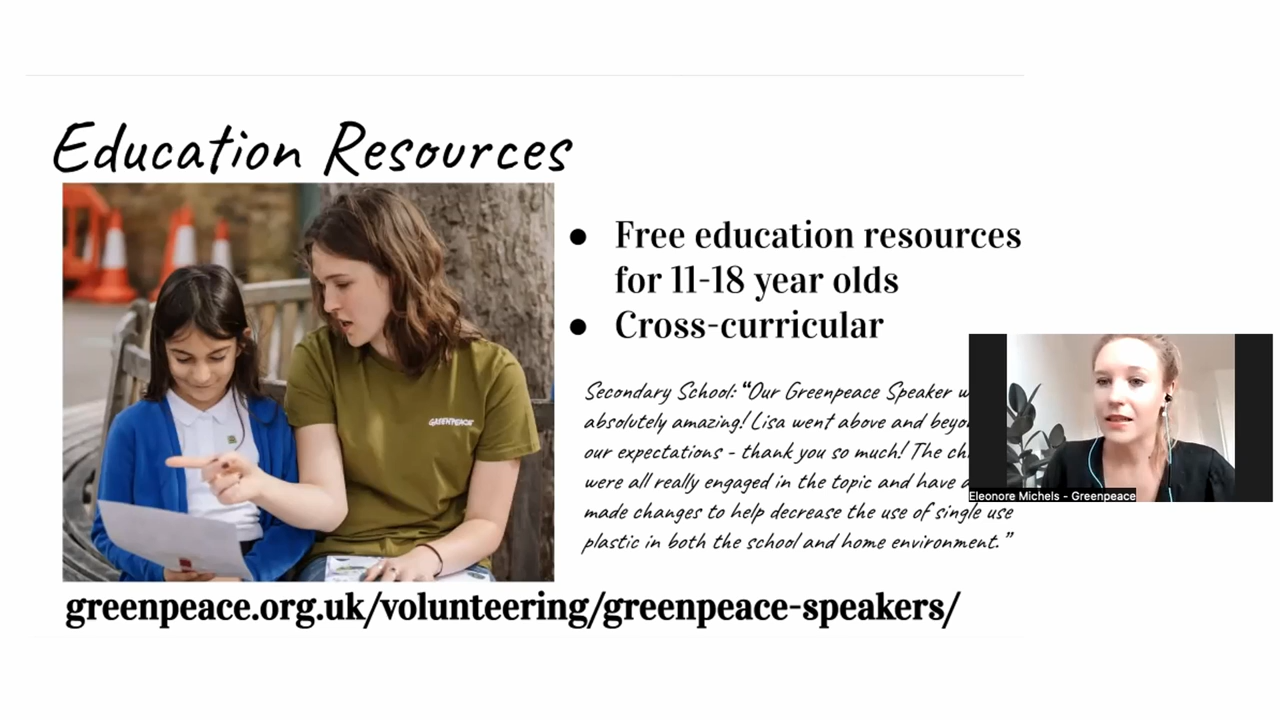 Education Resources
● Free education resources
for 11-18 year olds
● Cross-curricular
Secondary School: “Our Greenpeace Speaker
absolutely amazing! Lisa went above and
our expectations - thank you so much! The
were all really engaged in the topic and have
made changes to help decrease the use of single use
plastic in both the school and home environment.”
GREENPEACE
Eleonore Michels - Greenpeace
greenpeace.org.uk/volunteering/greenpeace-speakers/